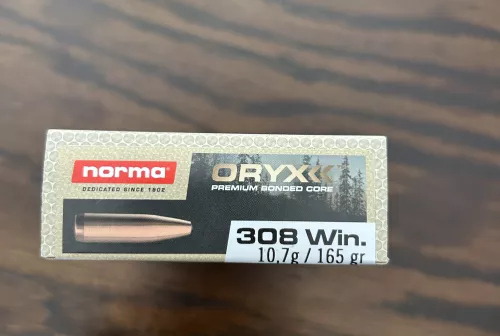 norma
DEDICATED SINCE 1902
ORYX
PREMIUM BONDED CORE
308 Win.
10,7g / 165 gr